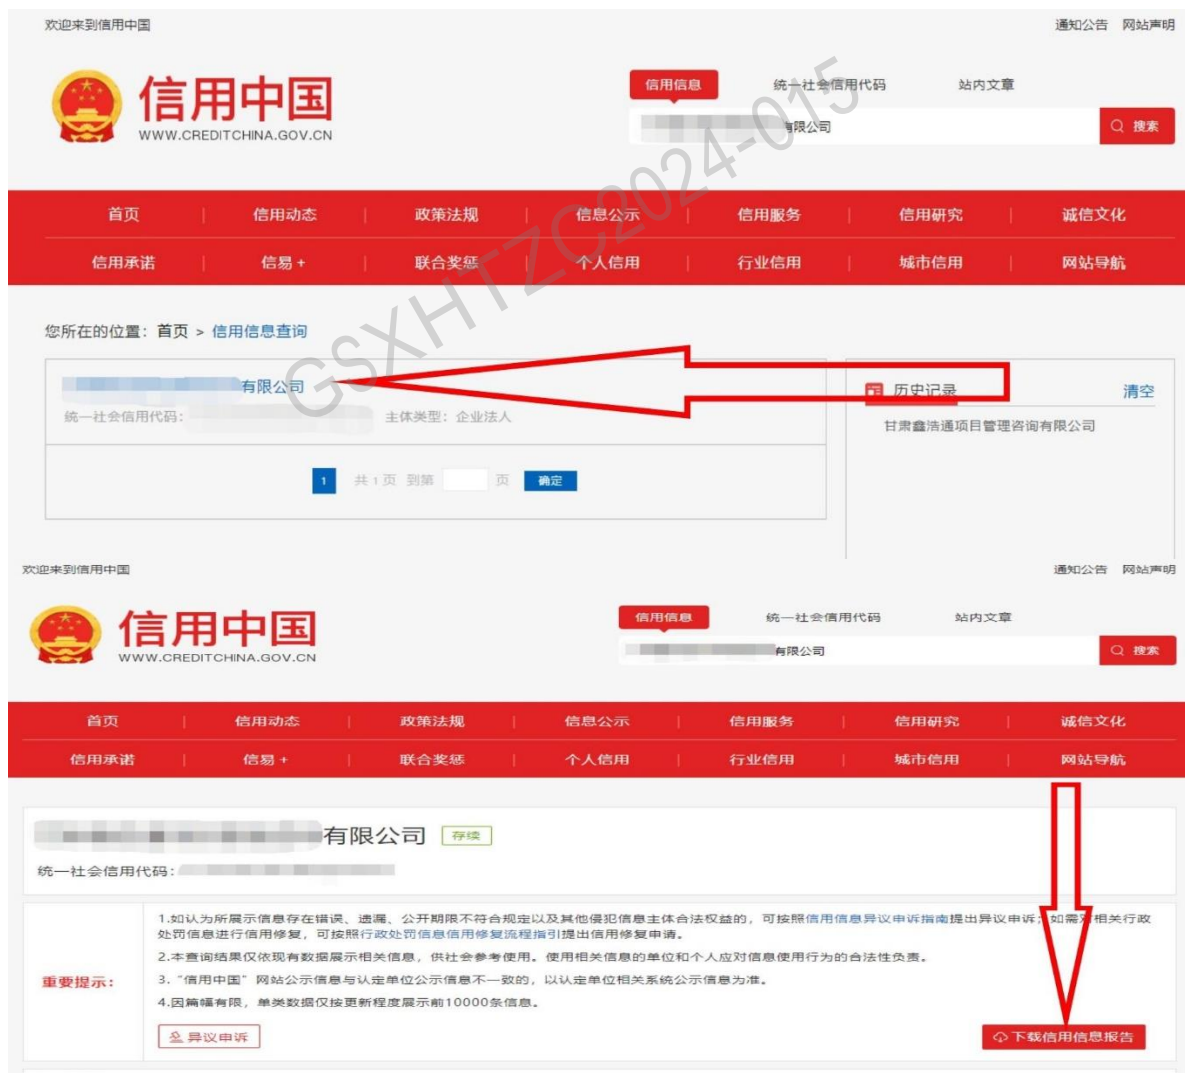 欢迎来到信用中国
通知公告 网站声明
信用中国
WWW.CREDITCHINA.GOV.CN
信用信息 统一社会信用代码 站内文章
有限公司 搜索
首页 信用动态 政策法规 信息公示 信用服务 信用研究 诚信文化
信用承诺 信易+ 联合奖惩 个人信用 行业信用 城市信用 网站导航
GSXHTZC2024-015
您所在的位置：首页 > 信用信息查询
有限公司
统一社会信用代码： 主体类型：企业法人
1 共1页 到第 页 确定
历史记录 清空
甘肃鑫浩通项目管理咨询有限公司
欢迎来到信用中国
通知公告 网站声明
信用中国
WWW.CREDITCHINA.GOV.CN
信用信息 统一社会信用代码 站内文章
有限公司 搜索
首页 信用动态 政策法规 信息公示 信用服务 信用研究 诚信文化
信用承诺 信易+ 联合奖惩 个人信用 行业信用 城市信用 网站导航
有限公司 存续
统一社会信用代码：
重要提示：
1.如认为所展示信息存在错误、遗漏、公开期限不符合规定以及其他侵犯信息主体合法权益的，可按照信用信息异议申诉指南提出异议申诉；如需对相关行政
处罚信息进行信用修复，可按照行政处罚信息信用修复流程指引提出信用修复申请。
2.本查询结果仅依现有数据展示相关信息，供社会参考使用。使用相关信息的单位和个人应对信息使用行为的合法性负责。
3.“信用中国”网站公示信息与认定单位公示信息不一致的，以认定单位相关系统公示信息为准。
4.因篇幅有限，单类数据仅按更新程度展示前10000条信息。
异议申诉 下载信用信息报告